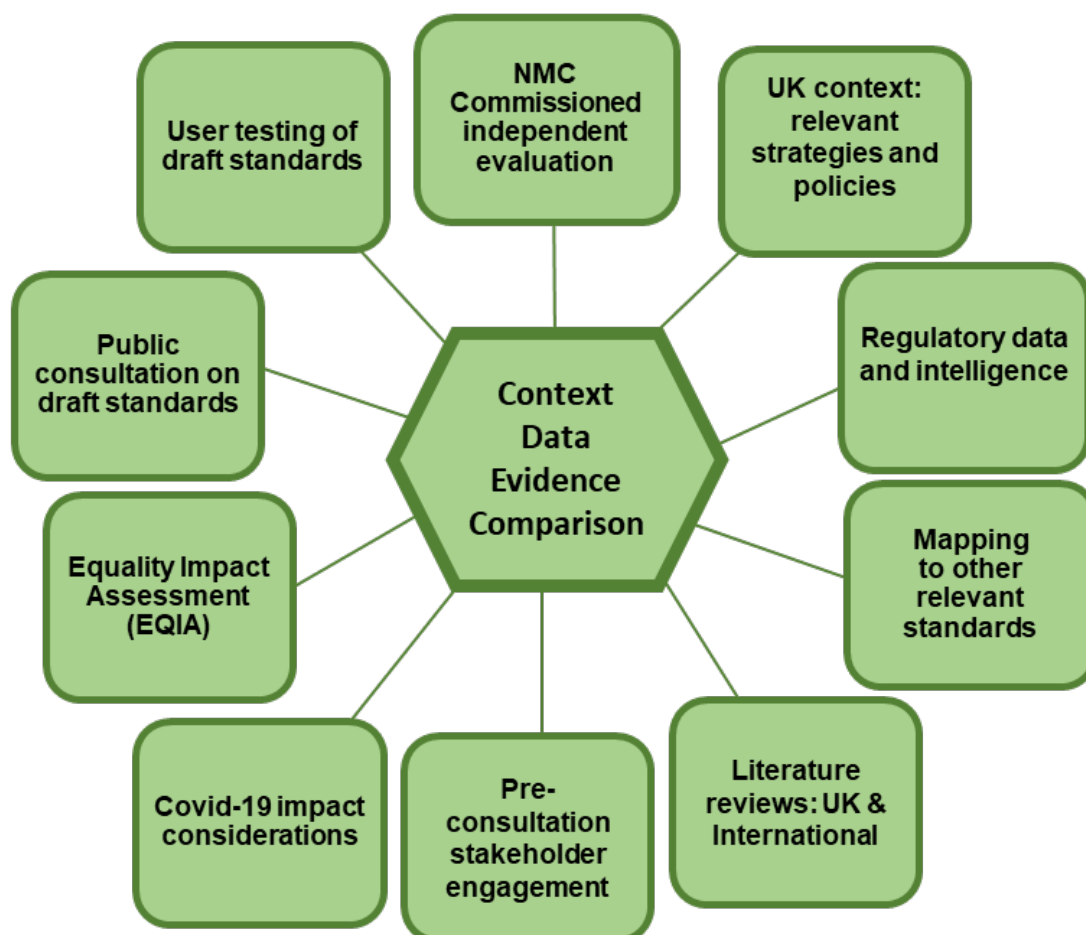 NMC
Commissioned
independent
evaluation
UK context:
relevant
strategies and
policies
Regulatory data
and intelligence
Mapping
to other
relevant
standards
Literature
reviews: UK &
International
Pre-
consultation
stakeholder
engagement
Covid-19 impact
considerations
Equality Impact
Assessment
(EQIA)
Public
consultation on
draft standards
User testing of
draft standards
Context
Data
Evidence
Comparison